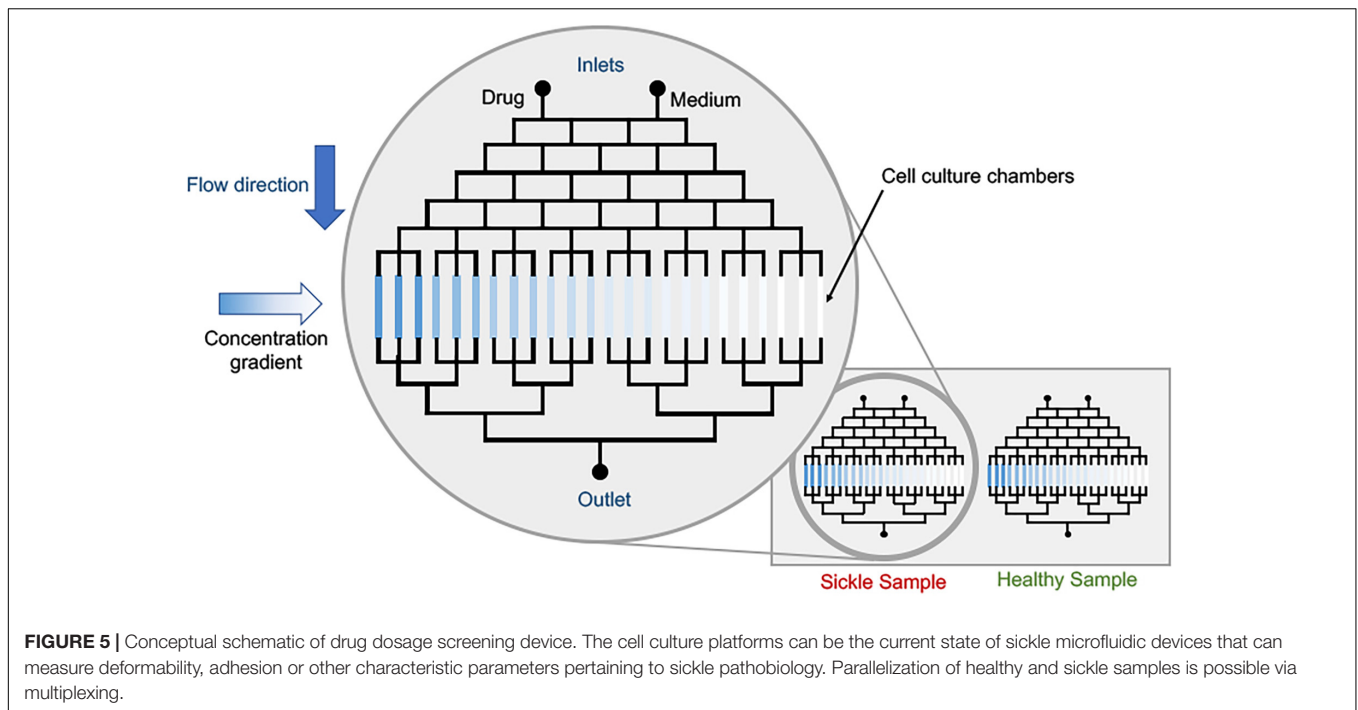 Inlets
Drug
Medium
Flow direction
Cell culture chambers
Concentration
gradient
Outlet
Sickle Sample
Healthy Sample
FIGURE 5 | Conceptual schematic of drug dosage screening device. The cell culture platforms can be the current state of sickle microfluidic devices that can
measure deformability, adhesion or other characteristic parameters pertaining to sickle pathobiology. Parallelization of healthy and sickle samples is possible via
multiplexing.